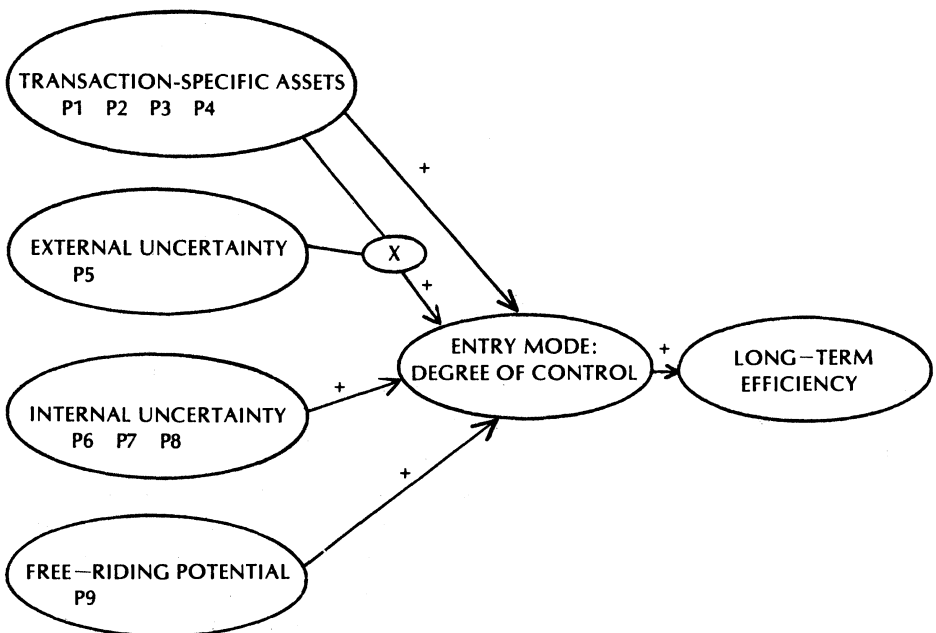 TRANSACTION-SPECIFIC ASSETS
P1 P2 P3 P4
+
EXTERNAL UNCERTAINTY
P5
X
+
ENTRY MODE:
DEGREE OF CONTROL
+
LONG-TERM
EFFICIENCY
INTERNAL UNCERTAINTY
P6 P7 P8
+
+
FREE-RIDING POTENTIAL
P9